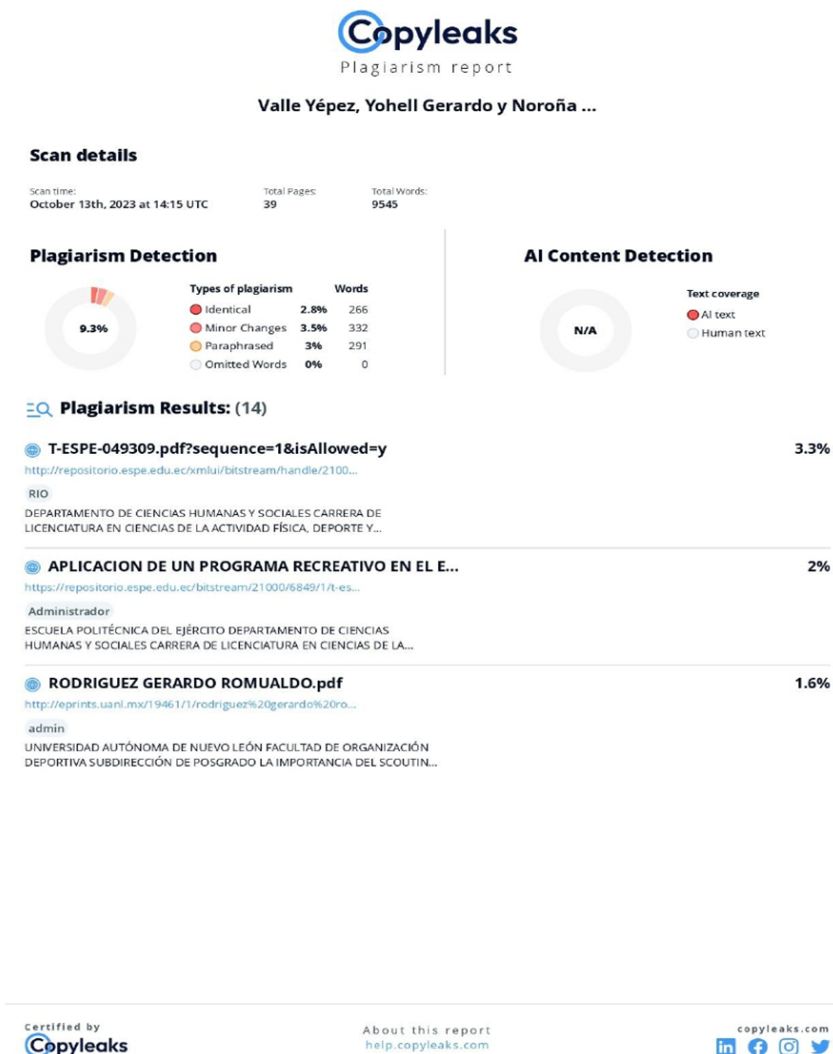 Copyleaks
Plagiarism report
Valle Yépez, Yohell Gerardo y Noroña ...
Scan details
Scan time:
October 13th, 2023 at 14:15 UTC
Total Pages:
39
Total Words:
9545
Plagiarism Detection
9.3%
Types of plagiarism Words
Identical 2.8% 266
Minor Changes 3.5% 332
Paraphrased 3% 291
Omitted Words 0% 0
AI Content Detection
N/A
Text coverage
AI text
Human text
Plagiarism Results: (14)
T-ESPE-049309.pdf?sequence=1&isAllowed=y 3.3%
http://repositorio.espe.edu.ec/xmlui/bitstream/handle/2100...
RIO
DEPARTAMENTO DE CIENCIAS HUMANAS Y SOCIALES CARRERA DE
LICENCIATURA EN CIENCIAS DE LA ACTIVIDAD FÍSICA, DEPORTE Y...
APLICACION DE UN PROGRAMA RECREATIVO EN EL E... 2%
https://repositorio.espe.edu.ec/bitstream/21000/6849/1/t-es...
Administrador
ESCUELA POLITÉCNICA DEL EJÉRCITO DEPARTAMENTO DE CIENCIAS
HUMANAS Y SOCIALES CARRERA DE LICENCIATURA EN CIENCIAS DE LA...
RODRIGUEZ GERARDO ROMUALDO.pdf 1.6%
http://eprints.uanl.mx/19461/1/rodriguez%20gerardo%20ro...
admin
UNIVERSIDAD AUTÓNOMA DE NUEVO LEÓN FACULTAD DE ORGANIZACIÓN
DEPORTIVA SUBDIRECCIÓN DE POSGRADO LA IMPORTANCIA DEL SCOUTIN...
Certified by
Copyleaks
About this report
help.copyleaks.com
copyleaks.com